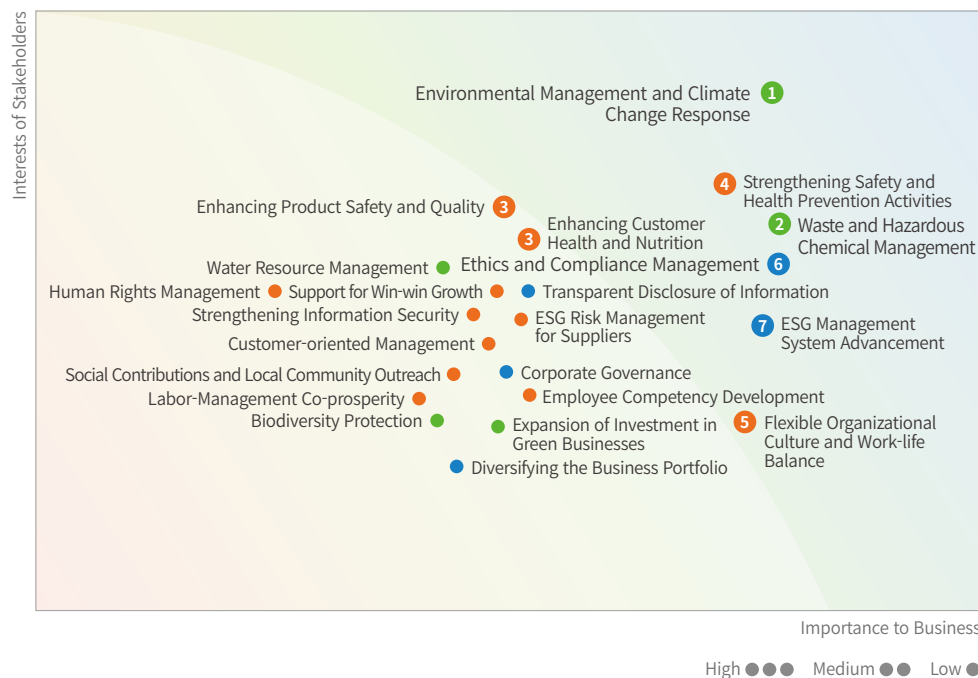 Interests of Stakeholders
Environmental Management and Climate
Change Response
1
4
Strengthening Safety and
Health Prevention Activities
Enhancing Product Safety and Quality
3
3
Enhancing Customer
Health and Nutrition
2
Waste and Hazardous
Chemical Management
Water Resource Management
Ethics and Compliance Management
6
Human Rights Management
Support for Win-win Growth
Transparent Disclosure of Information
Strengthening Information Security
ESG Risk Management
for Suppliers
7
ESG Management
System Advancement
Customer-oriented Management
Social Contributions and Local Community Outreach
Corporate Governance
Labor-Management Co-prosperity
Employee Competency Development
Biodiversity Protection
Expansion of Investment in
Green Businesses
5
Flexible Organizational
Culture and Work-life
Balance
Diversifying the Business Portfolio
Importance to Business
High Medium Low